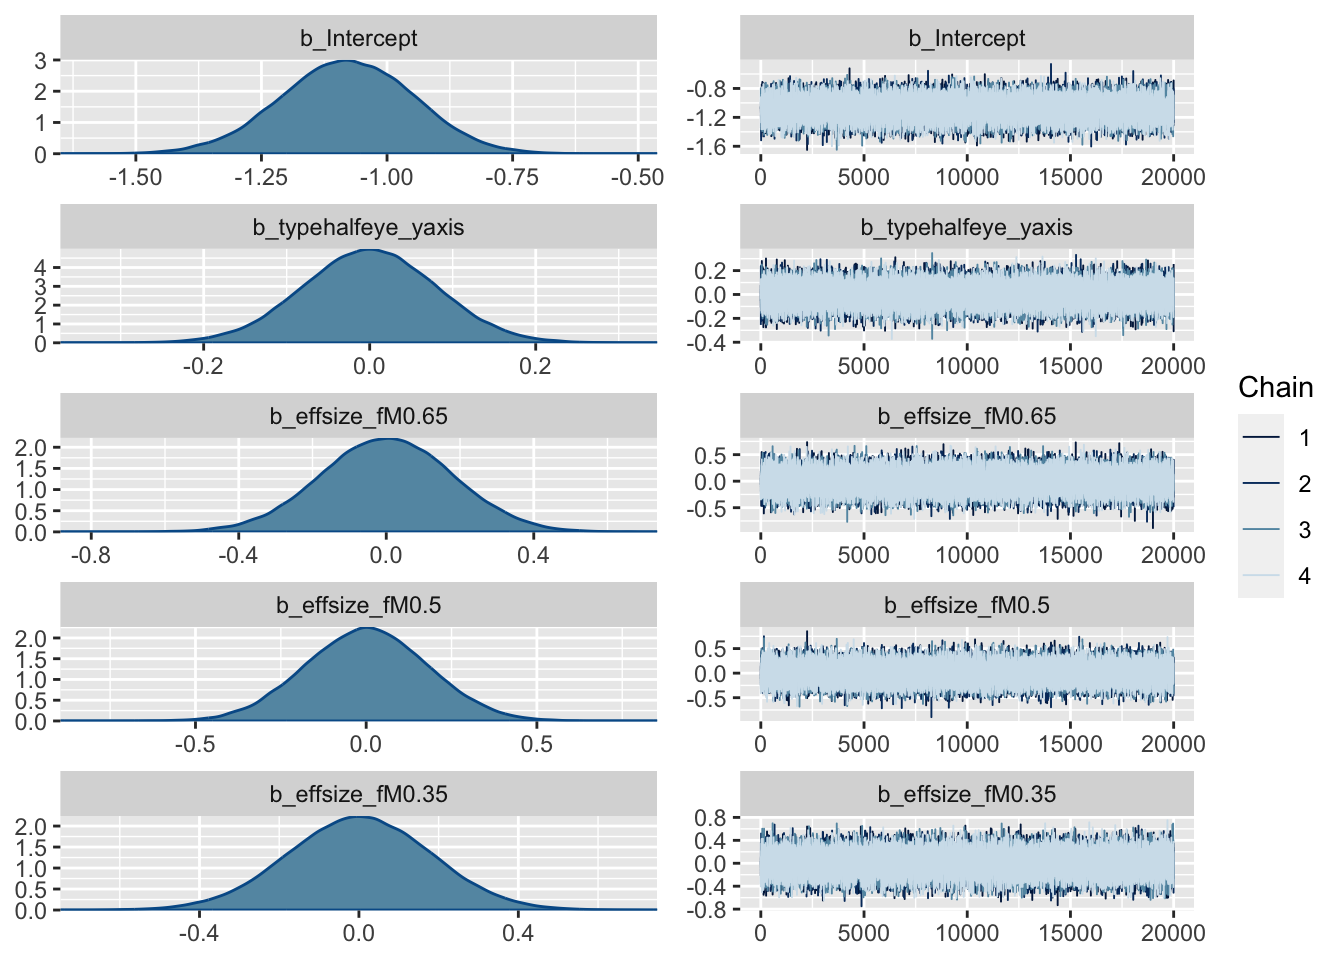 b_Intercept
3
2
1
0
-1.50 -1.25 -1.00 -0.75 -0.50
b_Intercept
-0.8
-1.2
-1.6
0 5000 10000 15000 20000
b_typehalfeye_yaxis
4
3
2
1
0
-0.2 0.0 0.2
b_typehalfeye_yaxis
0.2
0.0
-0.2
-0.4
0 5000 10000 15000 20000
b_effsize_fM0.65
2.0
1.5
1.0
0.5
0.0
-0.8 -0.4 0.0 0.4
b_effsize_fM0.65
0.5
0.0
-0.5
0 5000 10000 15000 20000
b_effsize_fM0.5
2.0
1.5
1.0
0.5
0.0
-0.5 0.0 0.5
b_effsize_fM0.5
0.5
0.0
-0.5
0 5000 10000 15000 20000
b_effsize_fM0.35
2.0
1.5
1.0
0.5
0.0
-0.4 0.0 0.4
b_effsize_fM0.35
0.8
0.4
0.0
-0.4
-0.8
0 5000 10000 15000 20000
Chain
1
2
3
4